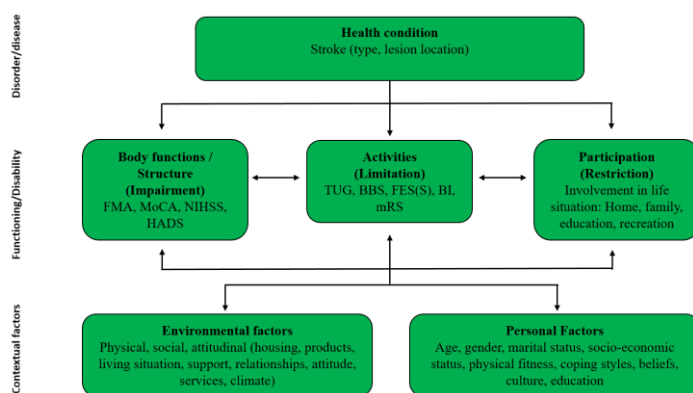 Disorder/disease
Health condition
Stroke (type, lesion location)
Functioning/Disability
Body functions /
Structure
(Impairment)
FMA, MoCA, NIHSS,
HADS
Activities
(Limitation)
TUG, BBS, FES(S), BI,
mRS
Participation
(Restriction)
Involvement in life
situation: Home, family,
education, recreation
Contextual factors
Environmental factors
Physical, social, attitudinal (housing, products,
living situation, support, relationships, attitude,
services, climate)
Personal Factors
Age, gender, marital status, socio-economic
status, physical fitness, coping styles, beliefs,
culture, education